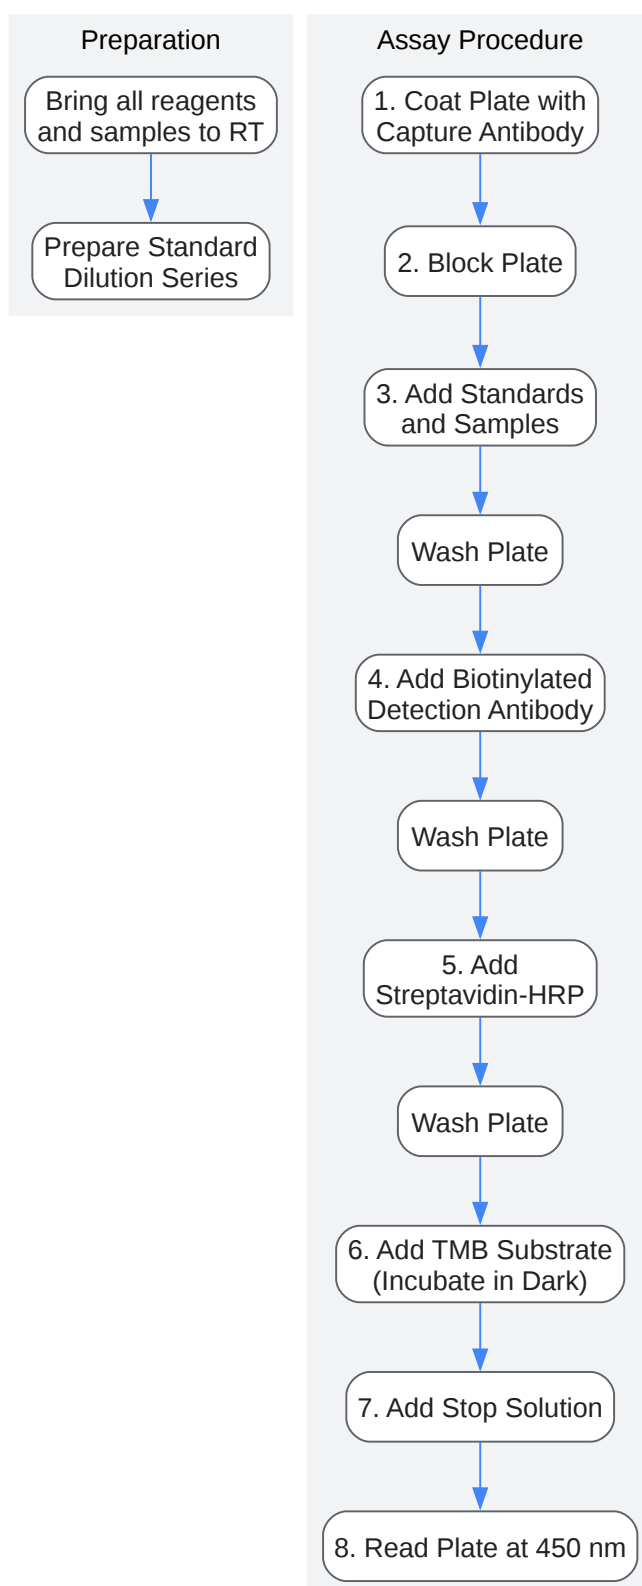 Preparation
Bring all reagents
and samples to RT
Prepare Standard
Dilution Series
Assay Procedure
1. Coat Plate with
Capture Antibody
2. Block Plate
3. Add Standards
and Samples
Wash Plate
4. Add Biotinylated
Detection Antibody
Wash Plate
5. Add
Streptavidin-HRP
Wash Plate
6. Add TMB Substrate
(Incubate in Dark)
7. Add Stop Solution
8. Read Plate at 450 nm